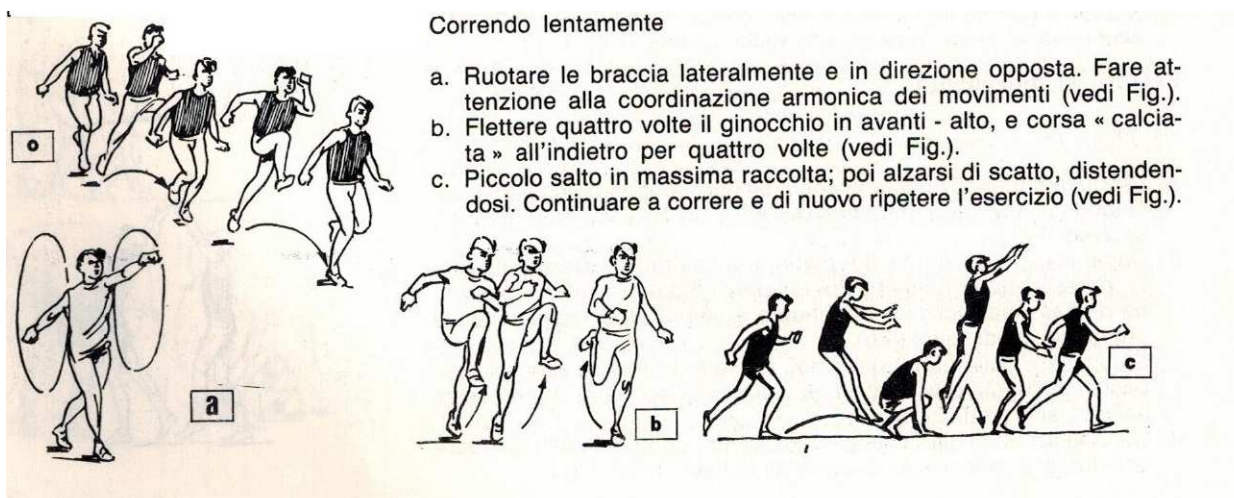 Correndo lentamente
a. Ruotare le braccia lateralmente e in direzione opposta. Fare at-
tenzione alla coordinazione armonica dei movimenti (vedi Fig.).
b. Flettere quattro volte il ginocchio in avanti - alto, e corsa « calcia-
ta » all'indietro per quattro volte (vedi Fig.).
c. Piccolo salto in massima raccolta; poi alzarsi di scatto, distenden-
dosi. Continuare a correre e di nuovo ripetere l'esercizio (vedi Fig.).
o
a
b
c